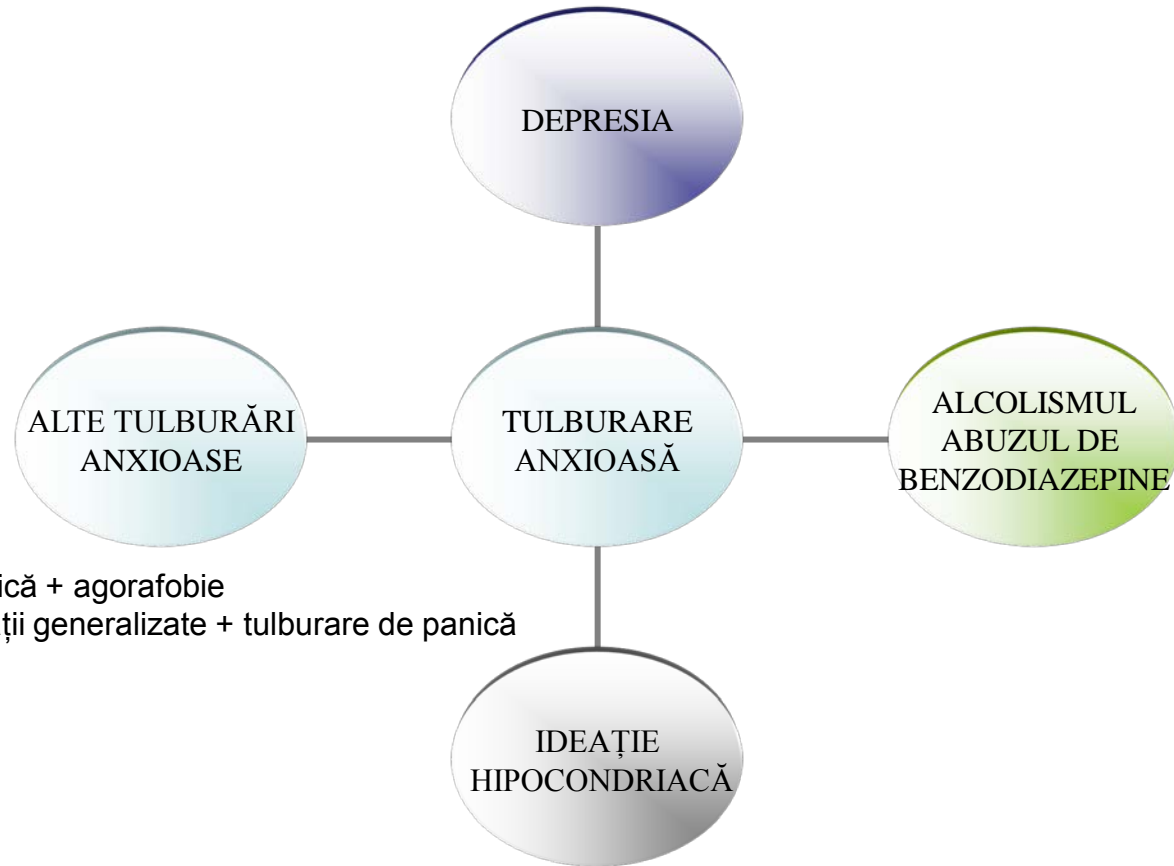 DEPRESIA
ALTE TULBURĂRI
ANXIOASE
TULBURARE
ANXIOASĂ
ALCOLISMUL
ABUZUL DE
BENZODIAZEPINE
ică + agorafobie
ții generalizate + tulburare de panică
IDEAȚIE
HIPOCONDRIACĂ